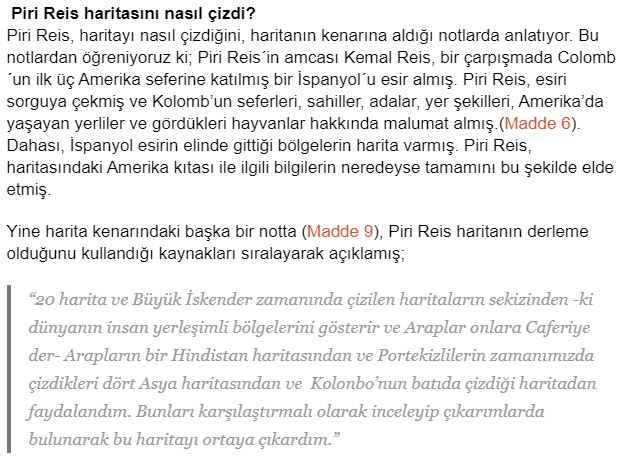 Piri Reis haritasını nasıl çizdi?
Piri Reis, haritayı nasıl çizdiğini, haritanın kenarına aldığı notlarda anlatıyor. Bu
notlardan öğreniyoruz ki; Piri Reis´in amcası Kemal Reis, bir çarpışmada Colomb
´un ilk üç Amerika seferine katılmış bir İspanyol´u esir almış. Piri Reis, esiri
sorguya çekmiş ve Kolomb’un seferleri, sahiller, adalar, yer şekilleri, Amerika’da
yaşayan yerliler ve gördükleri hayvanlar hakkında malumat almış.(Madde 6).
Dahası, İspanyol esirin elinde gittiği bölgelerin harita varmış. Piri Reis,
haritasındaki Amerika kıtası ile ilgili bilgilerin neredeyse tamamını bu şekilde elde
etmiş.
Yine harita kenarındaki başka bir notta (Madde 9), Piri Reis haritanın derleme
olduğunu kullandığı kaynakları sıralayarak açıklamış;
“20 harita ve Büyük İskender zamanında çizilen haritaların sekizinden -ki
dünyanın insan yerleşimli bölgelerini gösterir ve Araplar onlara Caferiye
der- Arapların bir Hindistan haritasından ve Portekizlilerin zamanımızda
çizdikleri dört Asya haritasından ve Kolonbo’nun batıda çizdiği haritadan
faydalandım. Bunları karşılaştırmalı olarak inceleyip çıkarımlarda
bulunarak bu haritayı ortaya çıkardım.”